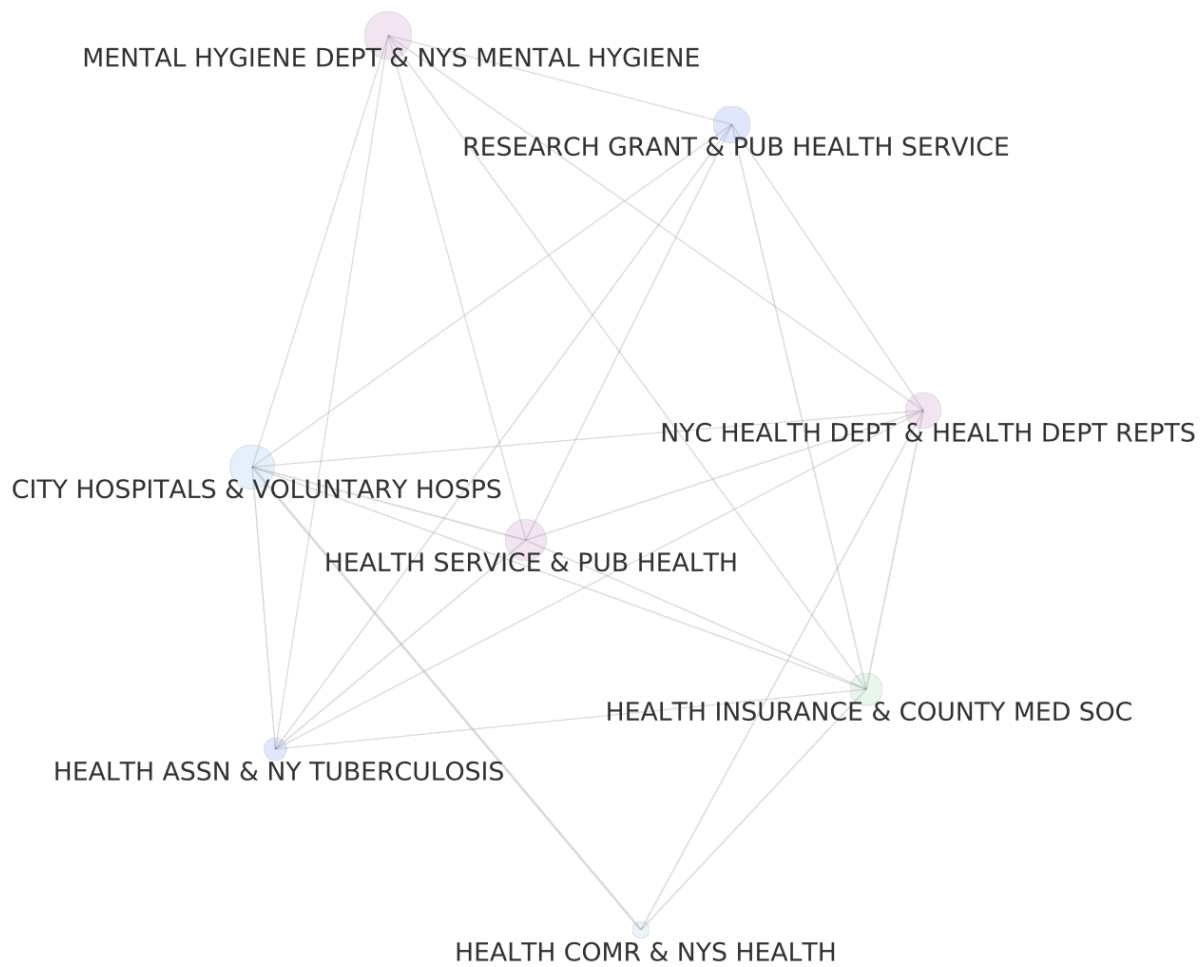 MENTAL HYGIENE DEPT & NYS MENTAL HYGIENE
RESEARCH GRANT & PUB HEALTH SERVICE
NYC HEALTH DEPT & HEALTH DEPT REPTS
CITY HOSPITALS & VOLUNTARY HOSPS
HEALTH SERVICE & PUB HEALTH
HEALTH INSURANCE & COUNTY MED SOC
HEALTH ASSN & NY TUBERCULOSIS
HEALTH COMR & NYS HEALTH